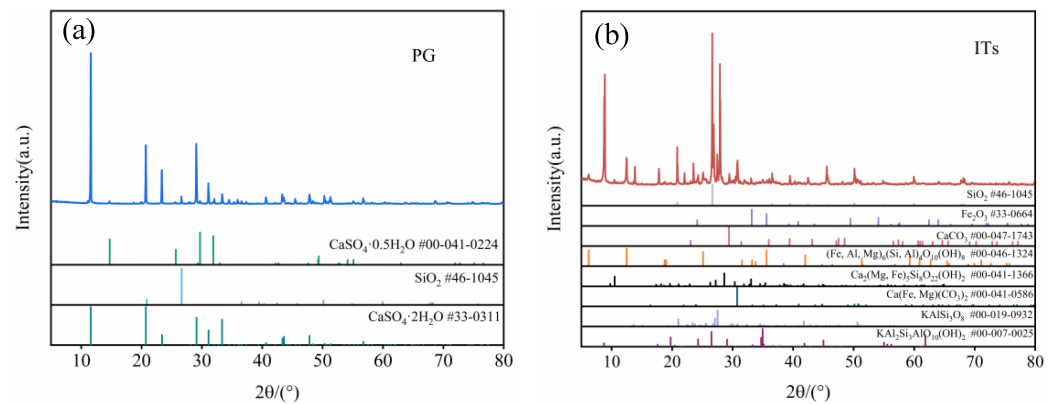 (a)
PG
Intensity(a.u.)
CaSO₄·0.5H₂O #00-041-0224
SiO₂ #46-1045
CaSO₄·2H₂O #33-0311
10 20 30 40 50 60 70 80
2θ/(°)
(b)
ITs
Intensity(a.u.)
SiO₂ #46-1045
Fe₂O₃ #33-0664
CaCO₃ #00-047-1743
(Fe, Al, Mg)₆(Si, Al)₄O₁₀(OH)₈ #00-046-1324
Ca₂(Mg, Fe)₅Si₈O₂₂(OH)₂ #00-041-1366
Ca(Fe, Mg)(CO₃)₂ #00-041-0586
KAlSi₃O₈ #00-019-0932
KAl₂Si₃AlO₁₀(OH)₂ #00-007-0025
10 20 30 40 50 60 70 80
2θ/(°)